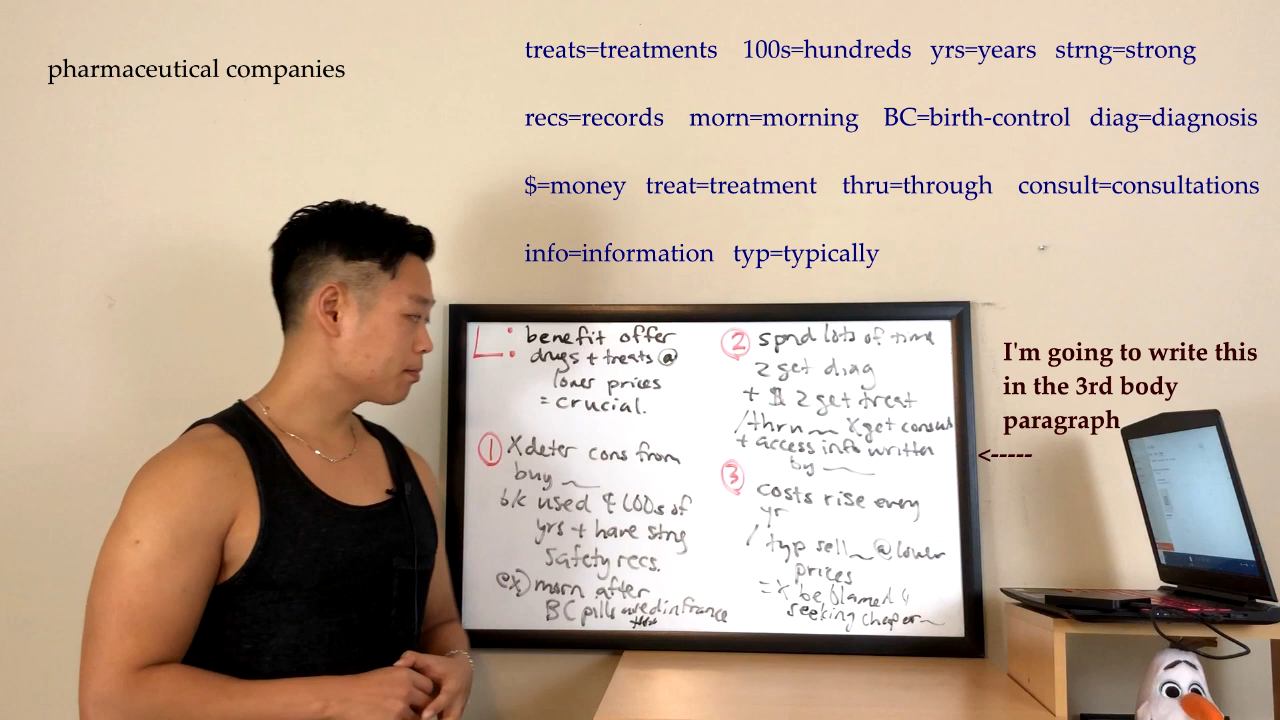 pharmaceutical companies
treats=treatments 100s=hundreds yrs=years strng=strong
recs=records morn=morning BC=birth-control diag=diagnosis
$=money treat=treatment thru=through consult=consultations
info=information typ=typically
L: benefit offer
drugs + treats @
lower prices
= crucial.
① X deter cons from
buy ~
b/c used 4 100s of
yrs + have strng
safety recs.
ex) morn after
BC pills used in France
② spnd lots of time
2 get diag
+ $ 2 get treat
/thru ~ X get consult
+ access info written
by ~
③ costs rise every
yr
/ typ sell ~ @ lower
prices
= X be blamed 4
seeking cheaper ~
I'm going to write this
in the 3rd body
paragraph
<-----